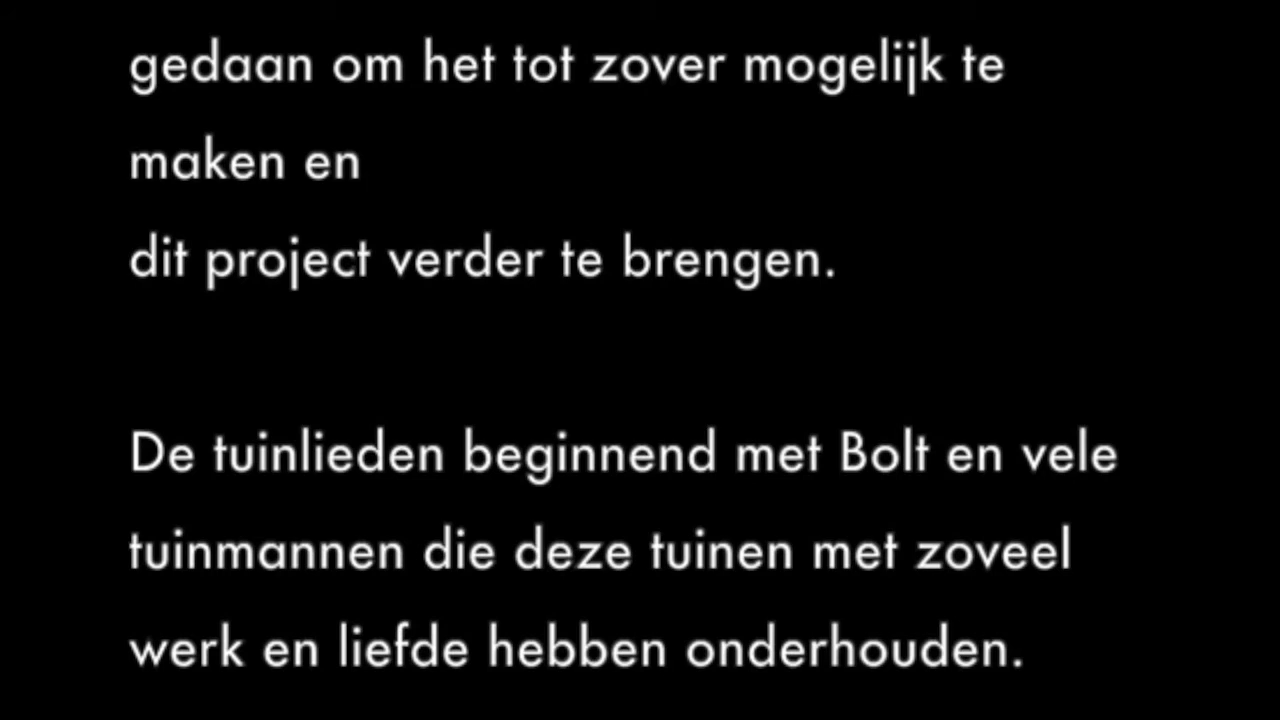 gedaan om het tot zover mogelijk te
maken en
dit project verder te brengen.
De tuinlieden beginnend met Bolt en vele
tuinmannen die deze tuinen met zoveel
werk en liefde hebben onderhouden.